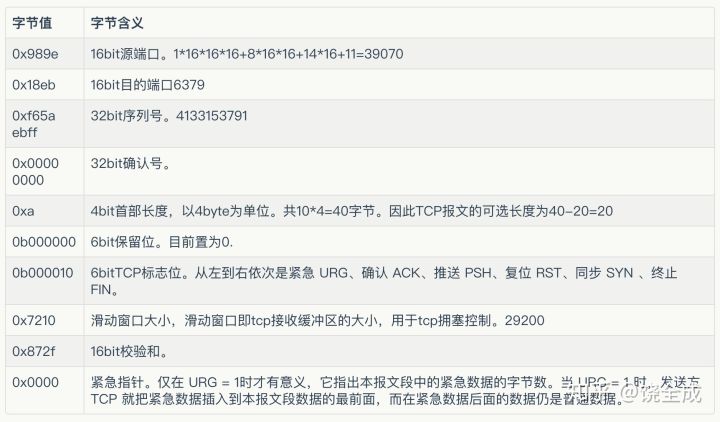 字节值 字节含义
0x989e 16bit源端口。1*16*16*16+8*16*16+14*16+11=39070
0x18eb 16bit目的端口6379
0xf65a 32bit序列号。4133153791
ebff
0x0000 32bit确认号。
0000
0xa 4bit首部长度，以4byte为单位。共10*4=40字节。因此TCP报文的可选长度为40-20=20
0b000000 6bit保留位。目前置为0.
0b000010 6bitTCP标志位。从左到右依次是紧急 URG、确认 ACK、推送 PSH、复位 RST、同步 SYN 、终止
FIN。
0x7210 滑动窗口大小，滑动窗口即tcp接收缓冲区的大小，用于tcp拥塞控制。29200
0x872f 16bit校验和。
0x0000 紧急指针。仅在 URG = 1时才有意义，它指出本报文段中的紧急数据的字节数。当 URG = 1 时，发送方
TCP 就把紧急数据插入到本报文段数据的最前面，而在紧急数据后面的数据仍是普通数据。
知乎 @饶全成